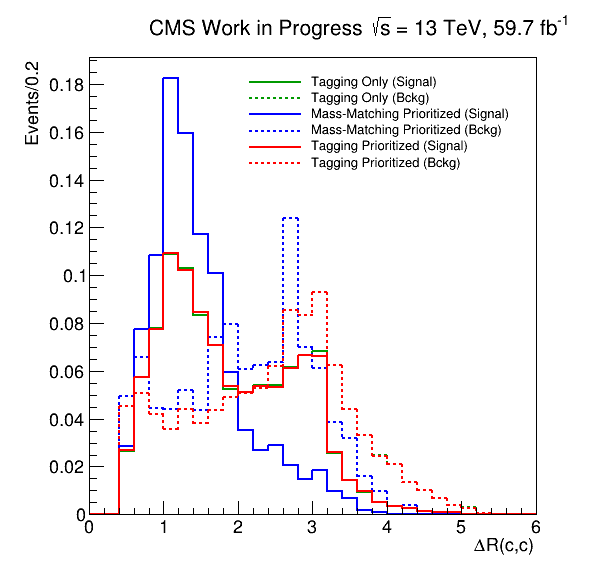 CMS Work in Progress √s = 13 TeV, 59.7 fb⁻¹
Events/0.2
Tagging Only (Signal)
Tagging Only (Bckg)
Mass-Matching Prioritized (Signal)
Mass-Matching Prioritized (Bckg)
Tagging Prioritized (Signal)
Tagging Prioritized (Bckg)
0.18
0.16
0.14
0.12
0.1
0.08
0.06
0.04
0.02
0
0 1 2 3 4 5 6
ΔR(c,c)